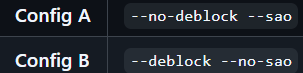 Config A --no-deblock --sao
Config B --deblock --no-sao